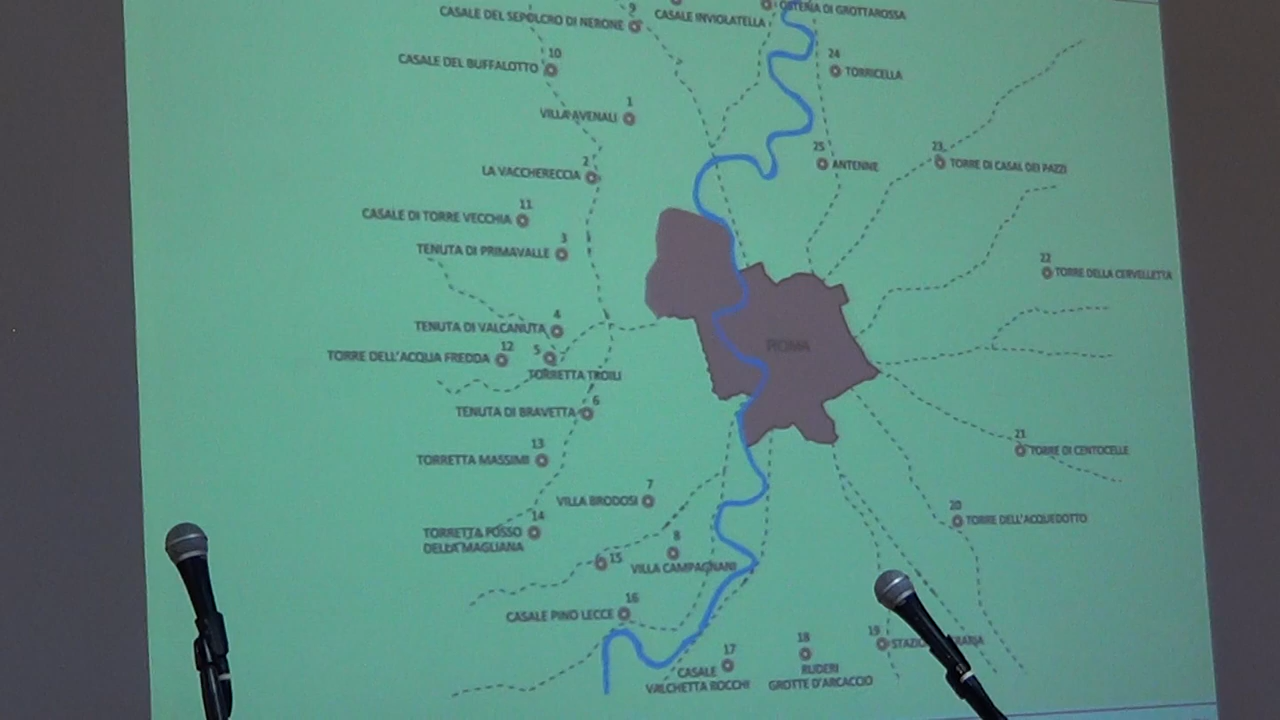 OSTERIA DI GROTTAROSSA
9
CASALE DEL SEPOLCRO DI NERONE
CASALE INVIOLATELLA
10
CASALE DEL BUFFALOTTO
24
TORRICELLA
1
VILLA AVENALI
25
ANTENNE
23
TORRE DI CASAL DEI PAZZI
2
LA VACCHERECCIA
11
CASALE DI TORRE VECCHIA
3
TENUTA DI PRIMAVALLE
22
TORRE DELLA CERVELLETTA
4
TENUTA DI VALCANUTA
ROMA
12
TORRE DELL'ACQUA FREDDA
5
TORRETTA TROILI
6
TENUTA DI BRAVETTA
13
TORRETTA MASSIMI
21
TORRE DI CENTOCELLE
7
VILLA BRODOSI
20
TORRE DELL'ACQUEDOTTO
14
TORRETTA FOSSO
DELLA MAGLIANA
8
VILLA CAMPAGNANI
15
16
CASALE PINO LECCE
17
CASALE
VALCHETTA ROCCHI
18
RUDERI
GROTTE D'ARCACCIO
19